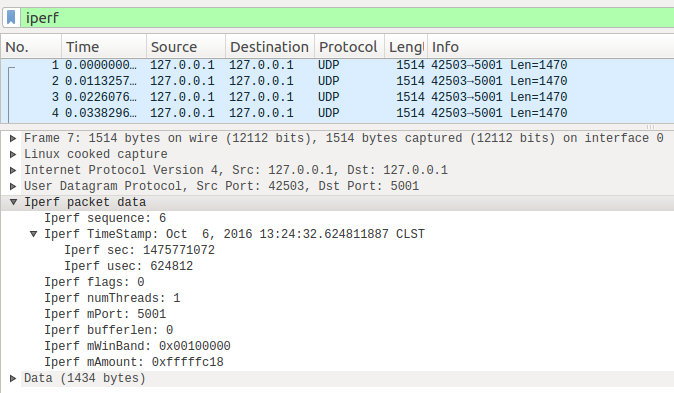 iperf
No. Time Source Destination Protocol Lengt Info
1 0.0000000… 127.0.0.1 127.0.0.1 UDP 1514 42503→5001 Len=1470
2 0.0113257… 127.0.0.1 127.0.0.1 UDP 1514 42503→5001 Len=1470
3 0.0226076… 127.0.0.1 127.0.0.1 UDP 1514 42503→5001 Len=1470
4 0.0338296… 127.0.0.1 127.0.0.1 UDP 1514 42503→5001 Len=1470
Frame 7: 1514 bytes on wire (12112 bits), 1514 bytes captured (12112 bits) on interface 0
Linux cooked capture
Internet Protocol Version 4, Src: 127.0.0.1, Dst: 127.0.0.1
User Datagram Protocol, Src Port: 42503, Dst Port: 5001
Iperf packet data
Iperf sequence: 6
Iperf TimeStamp: Oct  6, 2016 13:24:32.624811887 CLST
Iperf sec: 1475771072
Iperf usec: 624812
Iperf flags: 0
Iperf numThreads: 1
Iperf mPort: 5001
Iperf bufferlen: 0
Iperf mWinBand: 0x00100000
Iperf mAmount: 0xfffffc18
Data (1434 bytes)